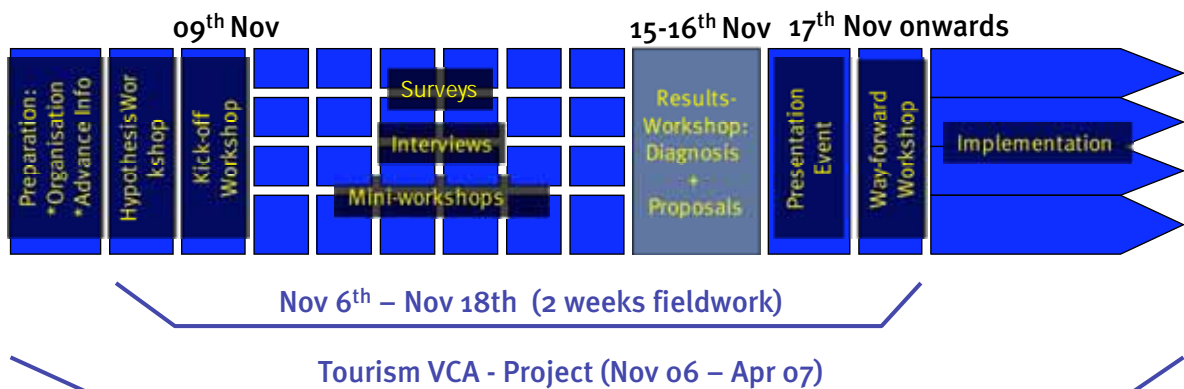 09th Nov
15-16th Nov
17th Nov onwards
Preparation:
*Organisation
*Advance Info
HypothesisWor
kshop
Kick-off
Workshop
Surveys
Interviews
Mini-workshops
Results-
Workshop:
Diagnosis
+
Proposals
Presentation
Event
Way-forward
Workshop
Implementation
Nov 6th – Nov 18th (2 weeks fieldwork)
Tourism VCA - Project (Nov 06 – Apr 07)